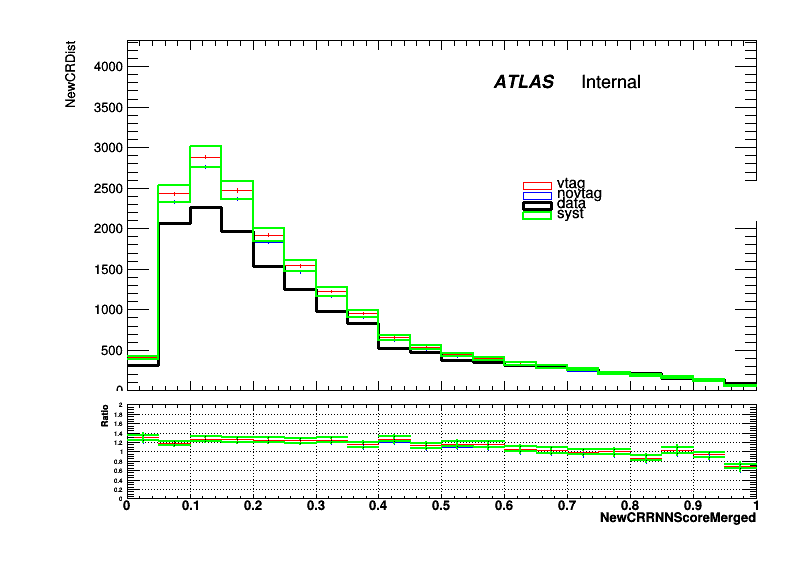 NewCRDist
4000
3500
3000
2500
2000
1500
1000
500
0
ATLAS Internal
vtag
novtag
data
syst
Ratio
2
1.8
1.6
1.4
1.2
1
0.8
0.6
0.4
0.2
0
0 0.1 0.2 0.3 0.4 0.5 0.6 0.7 0.8 0.9 1
NewCRRNNScoreMerged